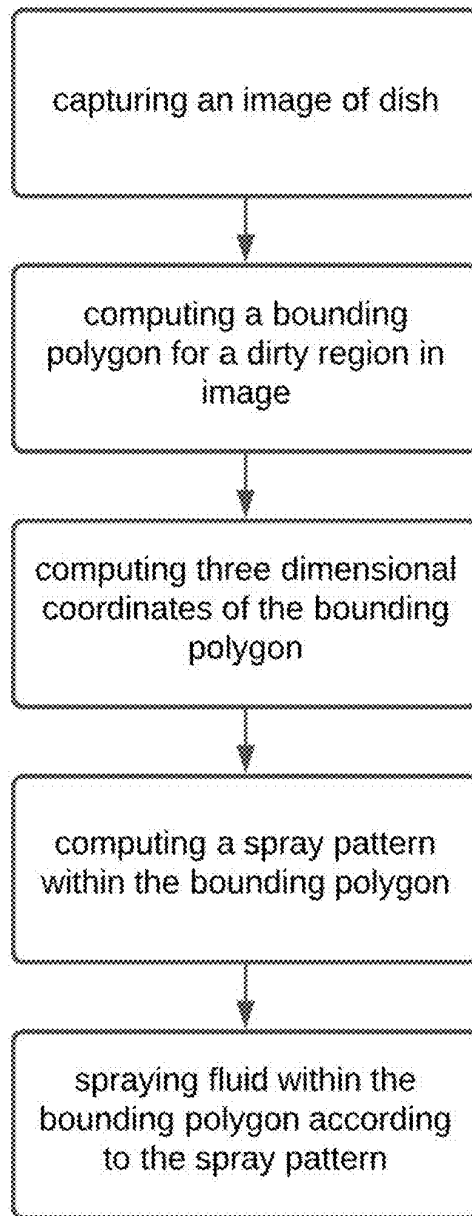 capturing an image of dish
computing a bounding
polygon for a dirty region in
image
computing three dimensional
coordinates of the bounding
polygon
computing a spray pattern
within the bounding polygon
spraying fluid within the
bounding polygon according
to the spray pattern